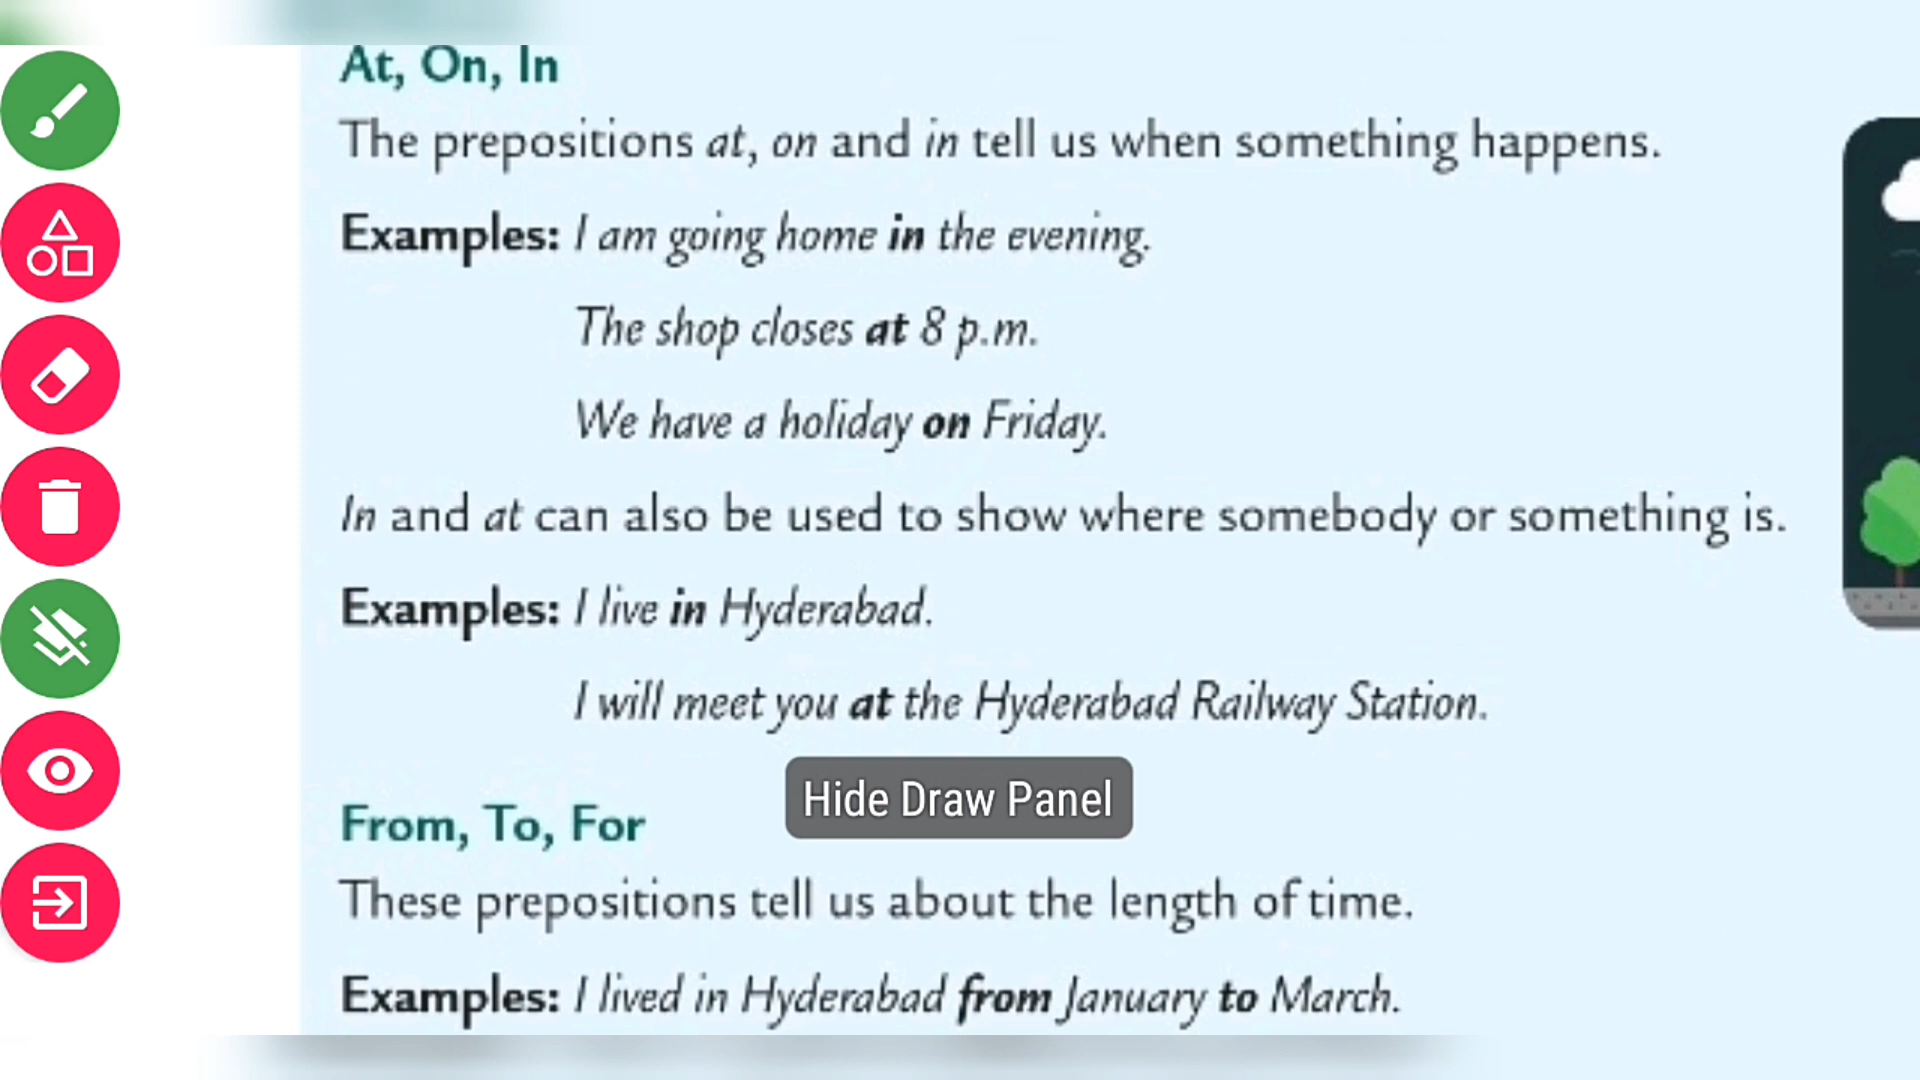 At, On, In
The prepositions at, on and in tell us when something happens.
Examples: I am going home in the evening.
The shop closes at 8 p.m.
We have a holiday on Friday.
In and at can also be used to show where somebody or something is.
Examples: I live in Hyderabad.
I will meet you at the Hyderabad Railway Station.
Hide Draw Panel
From, To, For
These prepositions tell us about the length of time.
Examples: I lived in Hyderabad from January to March.